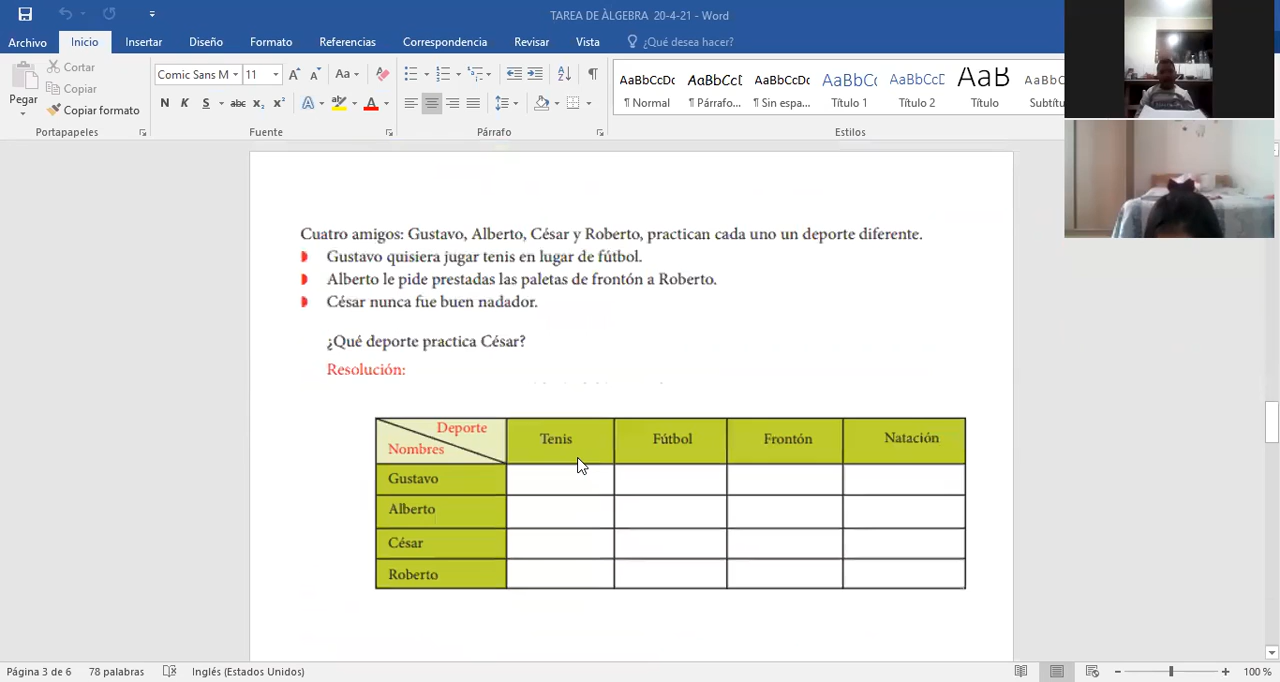 TAREA DE ÀLGEBRA 20-4-21 - Word
Archivo Inicio Insertar Diseño Formato Referencias Correspondencia Revisar Vista ¿Qué desea hacer?
Pegar
Cortar
Copiar
Copiar formato
Portapapeles
Comic Sans M 11
N K S abc x₂ x²
Fuente
Párrafo
AaBbCcDc AaBbCcI AaBbCcDc AaBbC AaBbCcD AaB AaBbCcD
¶ Normal ¶ Párrafo... ¶ Sin espa... Título 1 Título 2 Título Subtítu
Estilos
Cuatro amigos: Gustavo, Alberto, César y Roberto, practican cada uno un deporte diferente.
Gustavo quisiera jugar tenis en lugar de fútbol.
Alberto le pide prestadas las paletas de frontón a Roberto.
César nunca fue buen nadador.
¿Qué deporte practica César?
Resolución:
Deporte
Nombres
Tenis Fútbol Frontón Natación
Gustavo
Alberto
César
Roberto
Página 3 de 6 78 palabras Inglés (Estados Unidos) 100 %